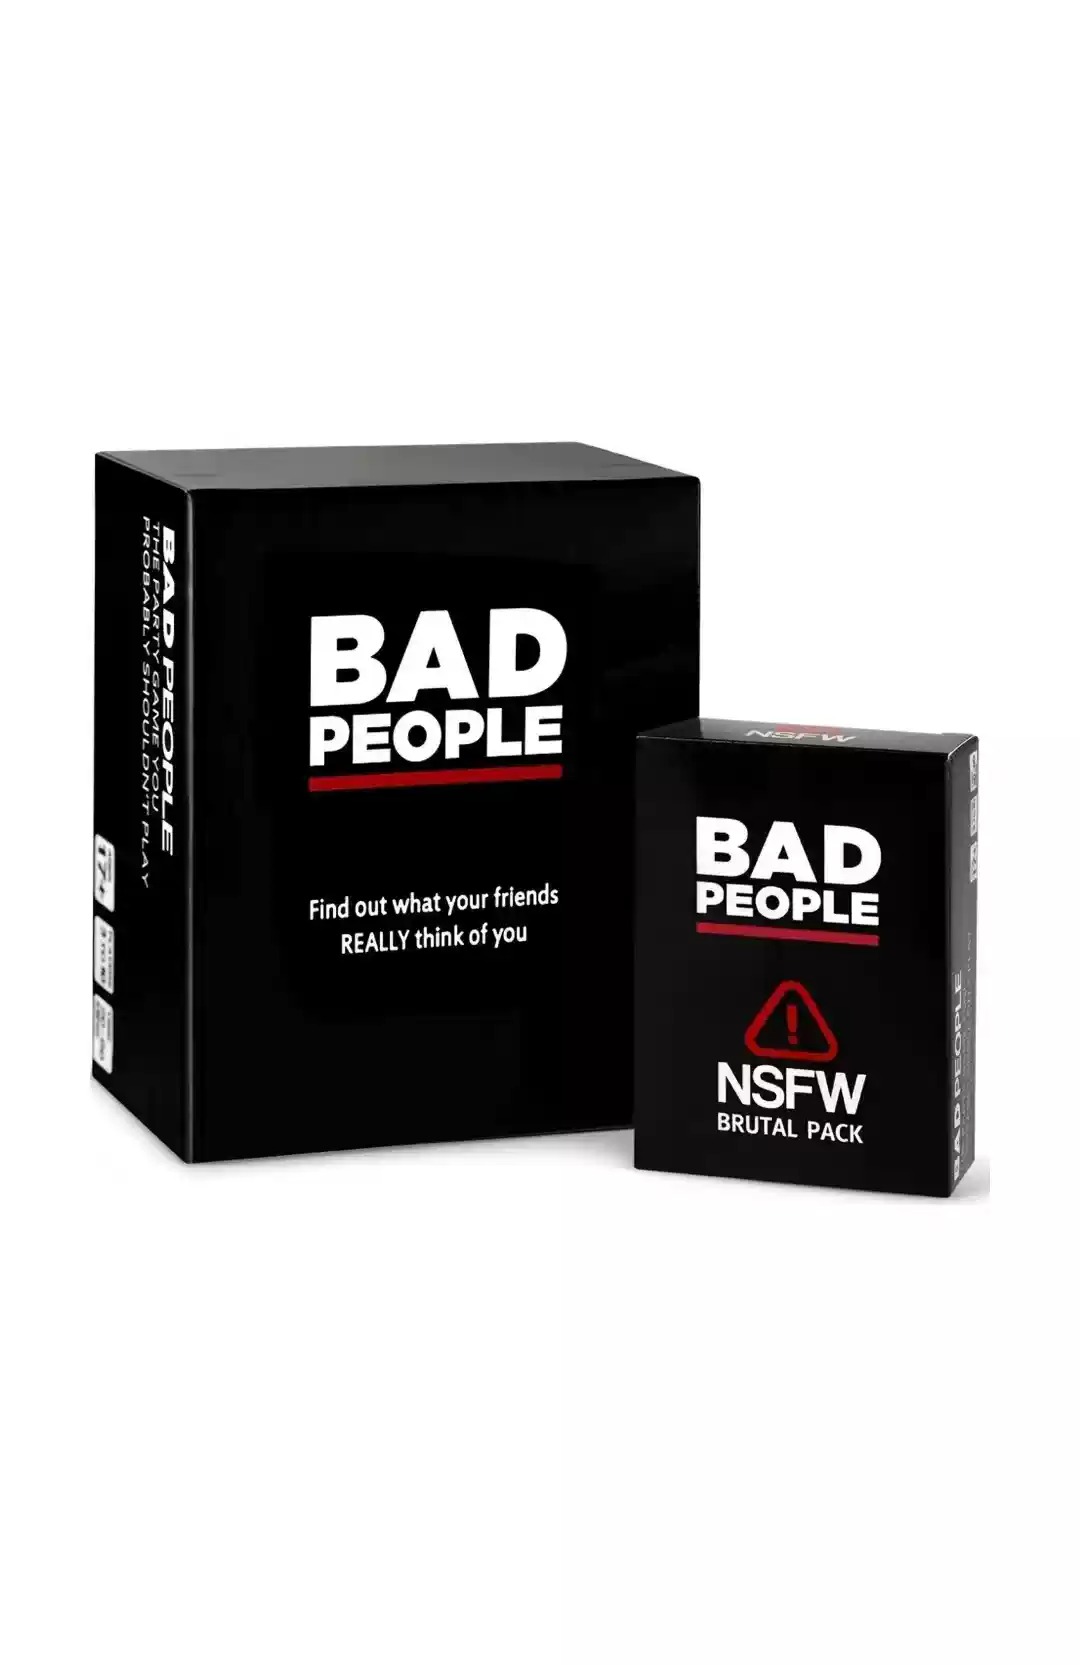 BAD PEOPLE
THE PARTY GAME YOU
PROBABLY SHOULDN'T PLAY
17+
BAD
PEOPLE
Find out what your friends
REALLY think of you
NSFW
BAD
PEOPLE
!
NSFW
BRUTAL PACK
BAD PEOPLE